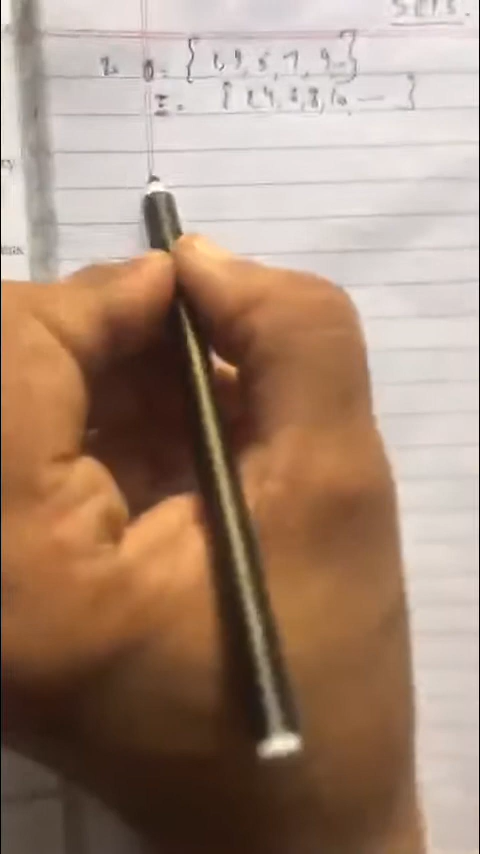 SETS.
2. O = { 1, 3, 5, 7, 9 _ }
E = { 2 4, 6, 8, 10, — }